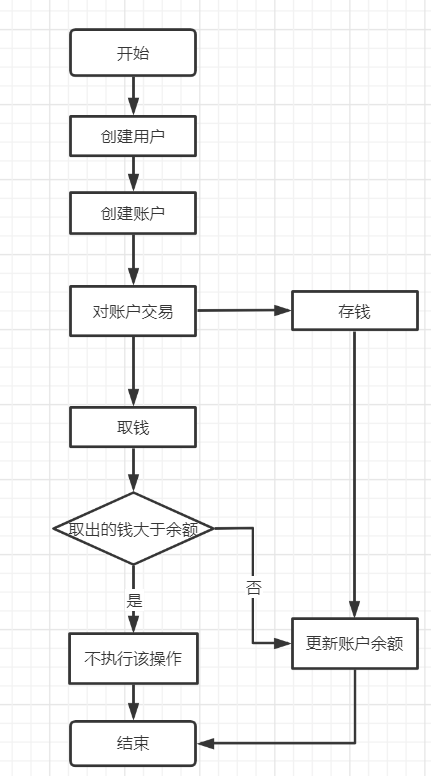 开始
创建用户
创建账户
对账户交易
存钱
取钱
取出的钱大于余额
否
是
更新账户余额
不执行该操作
结束